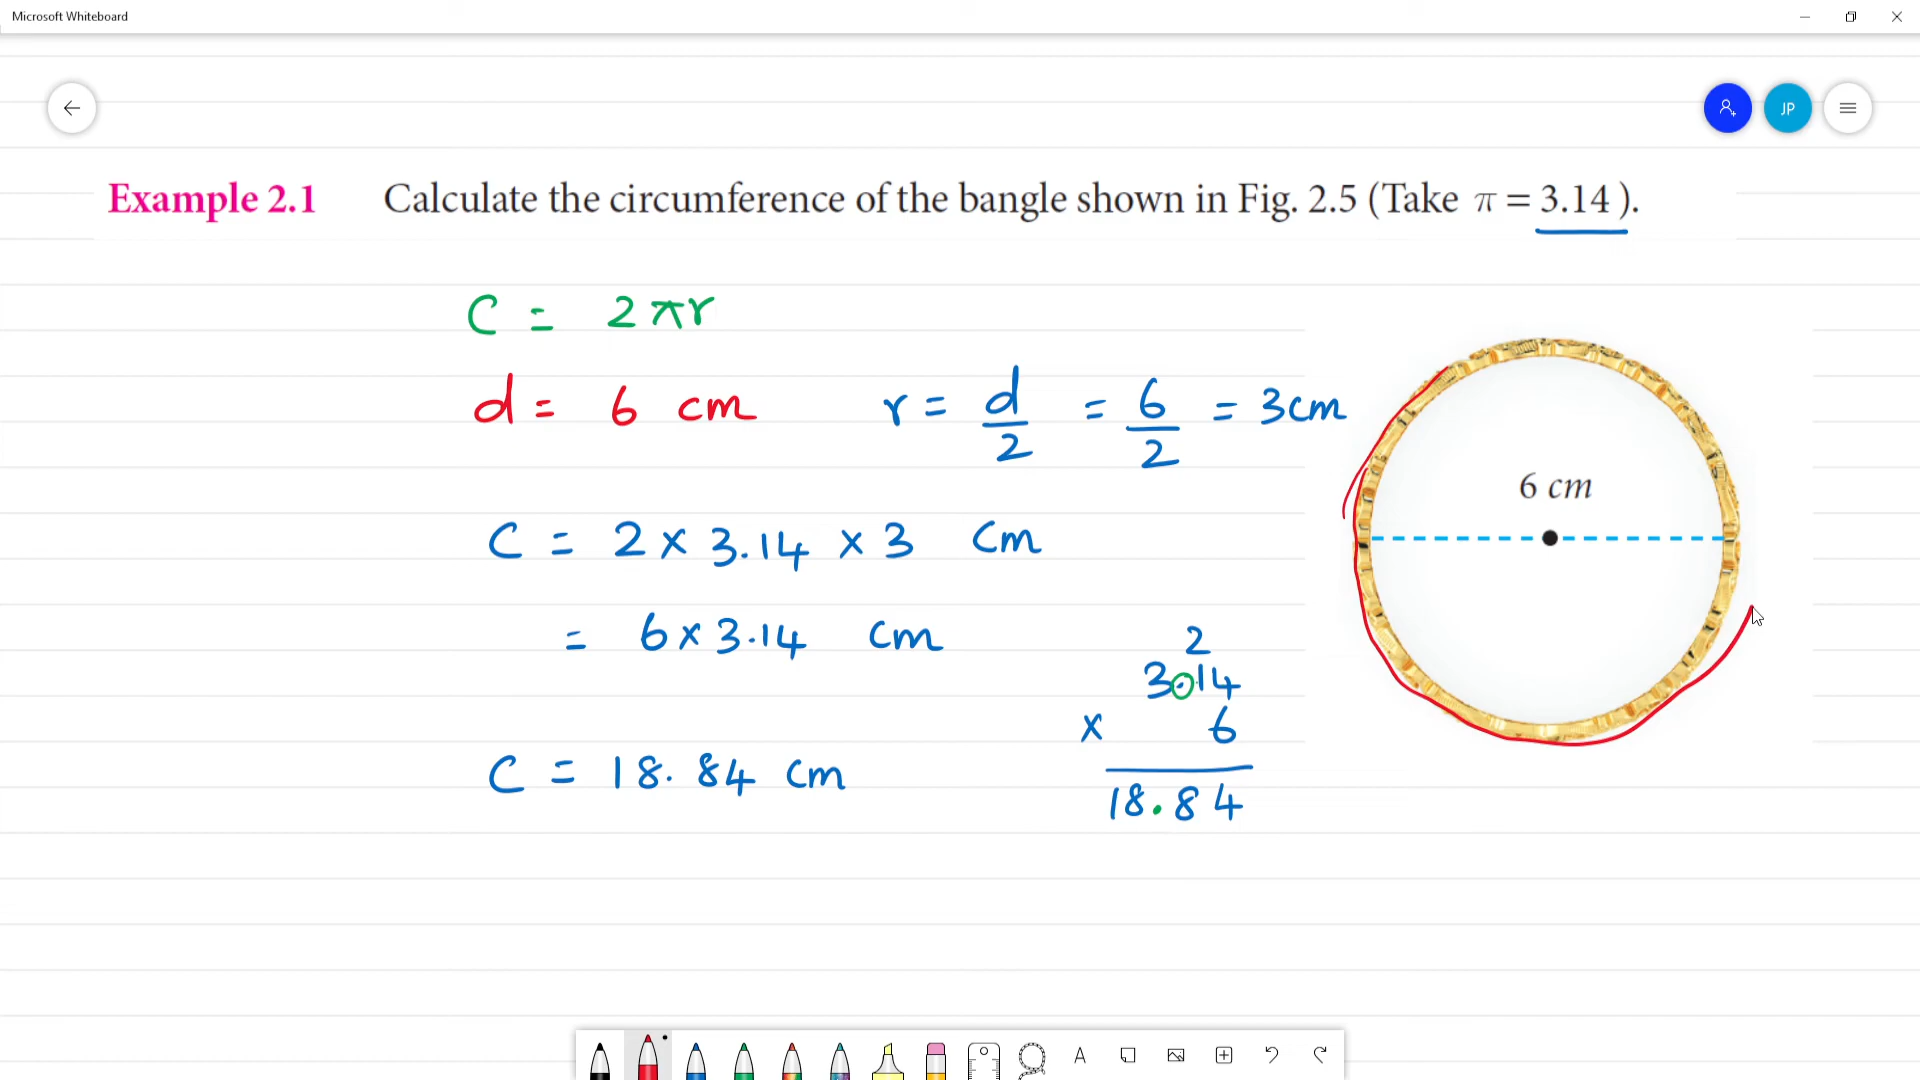 Microsoft Whiteboard
JP
Example 2.1 Calculate the circumference of the bangle shown in Fig. 2.5 (Take π = 3.14 ).
C = 2πr
d = 6 cm r = d/2 = 6/2 = 3cm
6 cm
C = 2 × 3.14 × 3 cm
= 6 × 3.14 cm
2
3.14
× 6
18.84
C = 18.84 cm
A